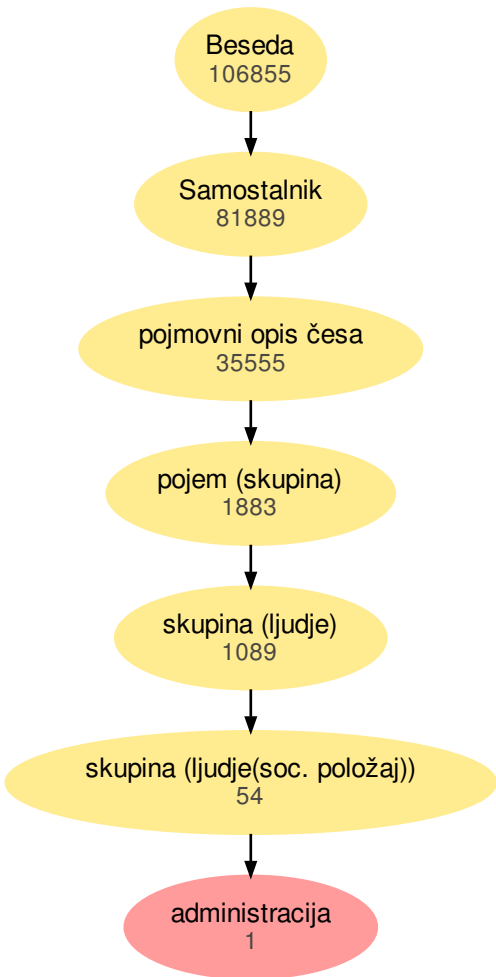 Beseda
106855
Samostalnik
81889
pojmovni opis česa
35555
pojem (skupina)
1883
skupina (ljudje)
1089
skupina (ljudje(soc. položaj))
54
administracija
1